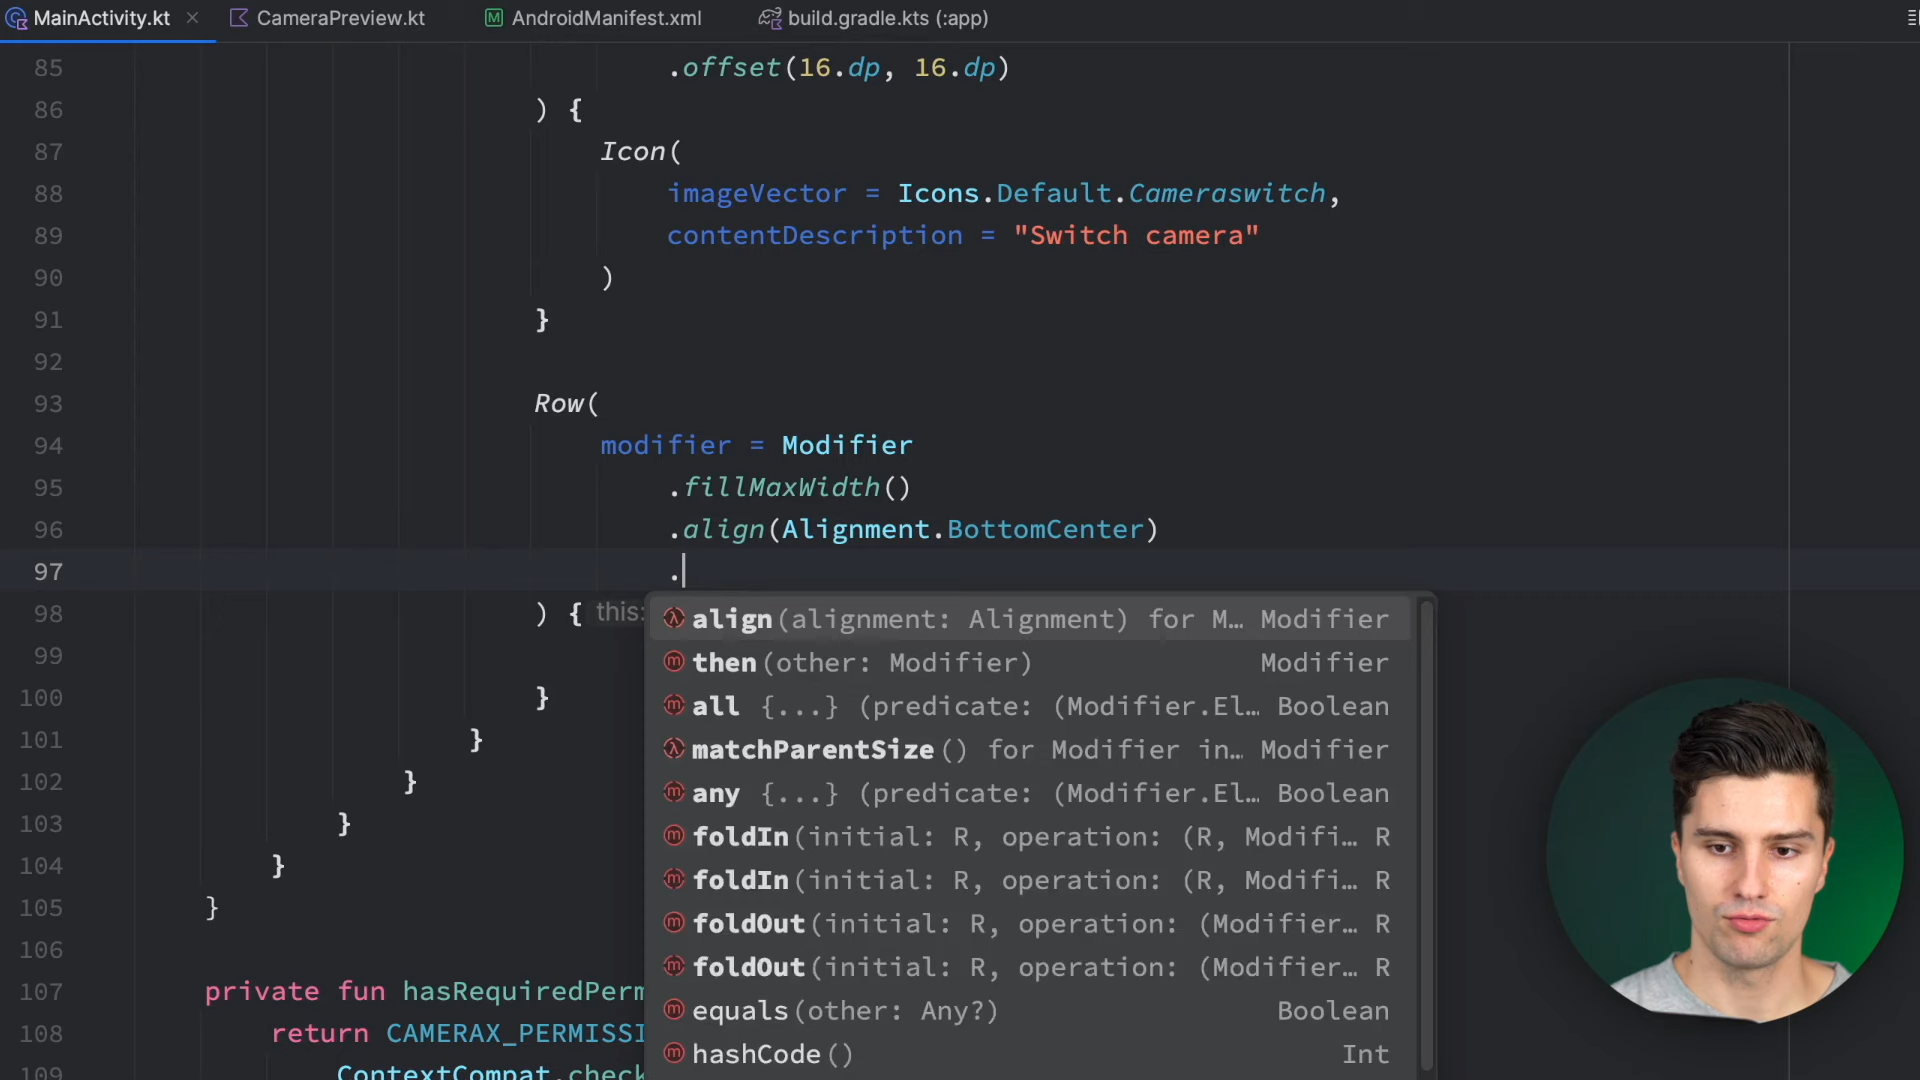 MainActivity.kt
CameraPreview.kt
AndroidManifest.xml
build.gradle.kts (:app)
85 .offset(16.dp, 16.dp)
86 ) {
87 Icon(
88 imageVector = Icons.Default.Cameraswitch,
89 contentDescription = "Switch camera"
90 )
91 }
92
93 Row(
94 modifier = Modifier
95 .fillMaxWidth()
96 .align(Alignment.BottomCenter)
97 .
98 ) { this:
99
100 }
101 }
102 }
103 }
104 }
105 }
106
107 private fun hasRequiredPerm
108 return CAMERAX_PERMISSI
109 ContextCompat.check
align(alignment: Alignment) for M… Modifier
then(other: Modifier) Modifier
all {...} (predicate: (Modifier.El… Boolean
matchParentSize() for Modifier in… Modifier
any {...} (predicate: (Modifier.El… Boolean
foldIn(initial: R, operation: (R, Modifi… R
foldIn(initial: R, operation: (R, Modifi… R
foldOut(initial: R, operation: (Modifier… R
foldOut(initial: R, operation: (Modifier… R
equals(other: Any?) Boolean
hashCode() Int